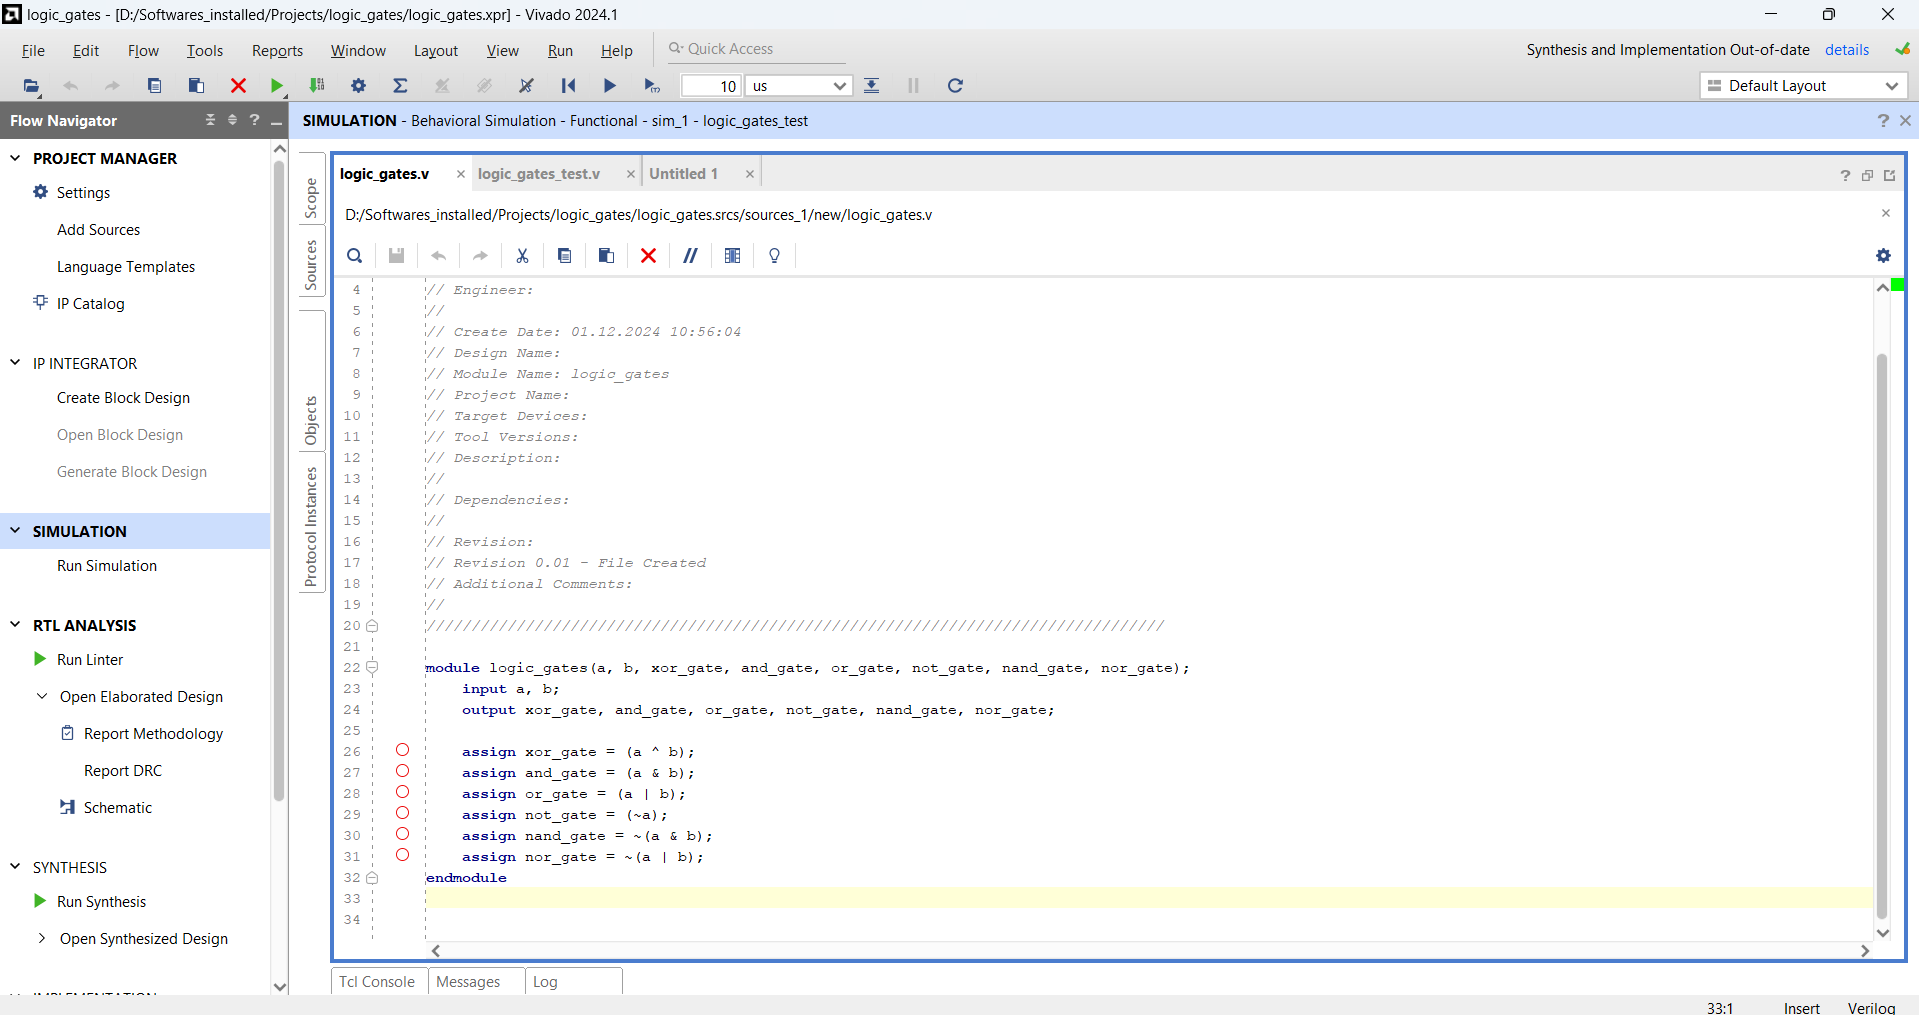 logic_gates - [D:/Softwares_installed/Projects/logic_gates/logic_gates.xpr] - Vivado 2024.1
File Edit Flow Tools Reports Window Layout View Run Help Quick Access
Synthesis and Implementation Out-of-date details
10 us
Default Layout
Flow Navigator
SIMULATION - Behavioral Simulation - Functional - sim_1 - logic_gates_test
PROJECT MANAGER
Settings
Add Sources
Language Templates
IP Catalog
IP INTEGRATOR
Create Block Design
Open Block Design
Generate Block Design
SIMULATION
Run Simulation
RTL ANALYSIS
Run Linter
Open Elaborated Design
Report Methodology
Report DRC
Schematic
SYNTHESIS
Run Synthesis
Open Synthesized Design
IMPLEMENTATION
Scope
Sources
Objects
Protocol Instances
logic_gates.v logic_gates_test.v Untitled 1
D:/Softwares_installed/Projects/logic_gates/logic_gates.srcs/sources_1/new/logic_gates.v
4 // Engineer:
5 //
6 // Create Date: 01.12.2024 10:56:04
7 // Design Name:
8 // Module Name: logic_gates
9 // Project Name:
10 // Target Devices:
11 // Tool Versions:
12 // Description:
13 //
14 // Dependencies:
15 //
16 // Revision:
17 // Revision 0.01 - File Created
18 // Additional Comments:
19 //
20 //////////////////////////////////////////////////////////////////////////////////
21
22 module logic_gates(a, b, xor_gate, and_gate, or_gate, not_gate, nand_gate, nor_gate);
23 input a, b;
24 output xor_gate, and_gate, or_gate, not_gate, nand_gate, nor_gate;
25
26 assign xor_gate = (a ^ b);
27 assign and_gate = (a & b);
28 assign or_gate = (a | b);
29 assign not_gate = (~a);
30 assign nand_gate = ~(a & b);
31 assign nor_gate = ~(a | b);
32 endmodule
33
34
Tcl Console Messages Log
33:1 Insert Verilog